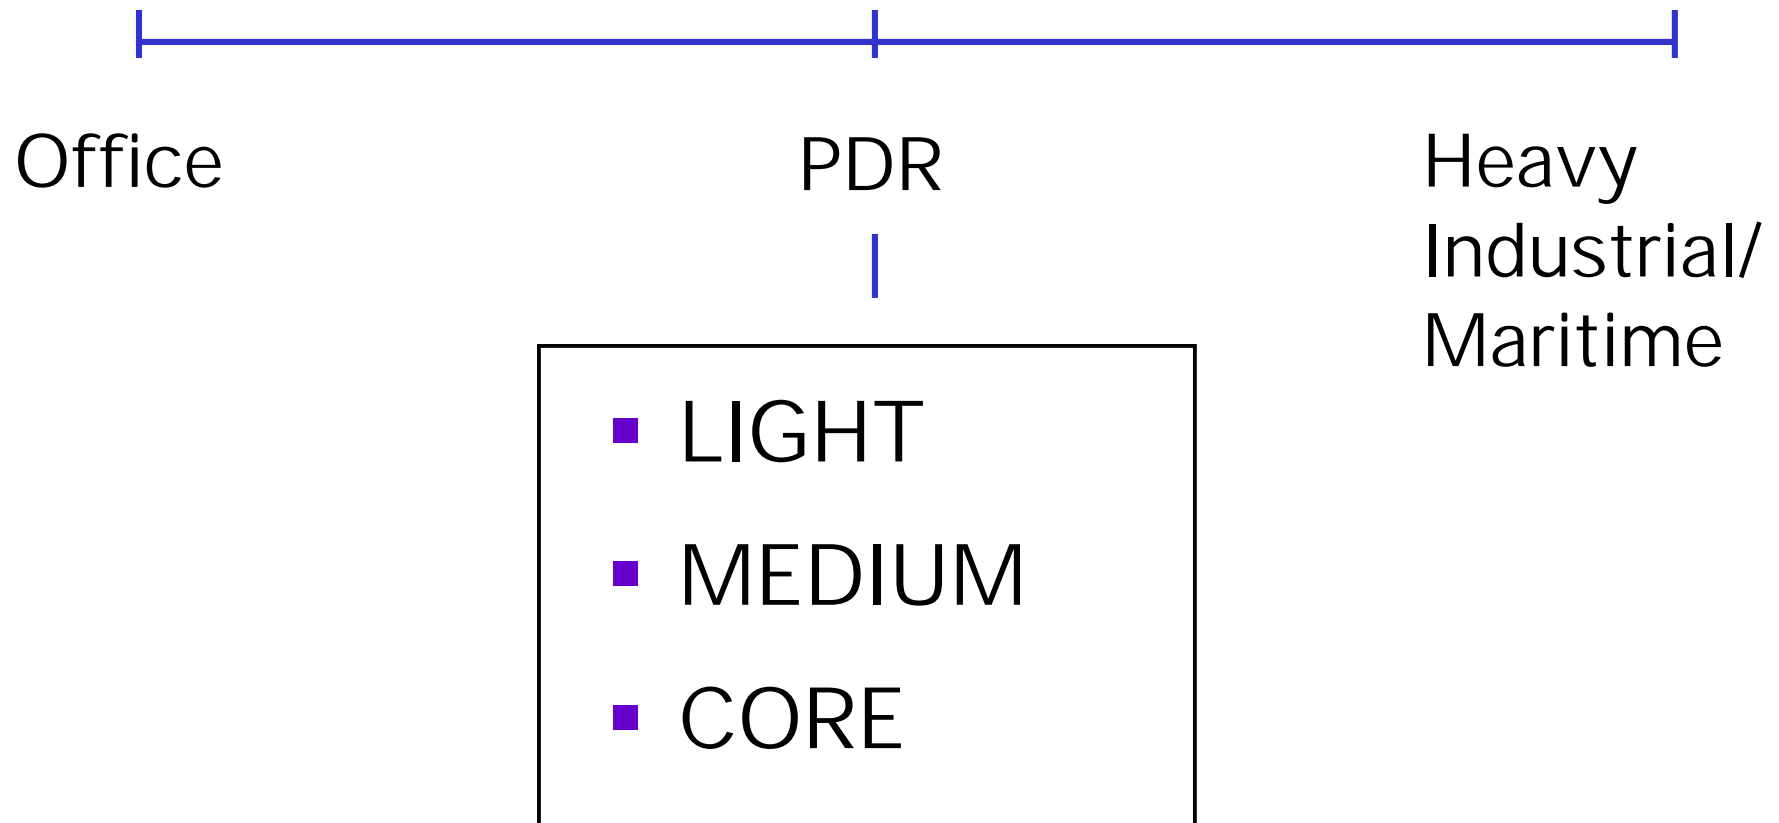 Office
PDR
Heavy
Industrial/
Maritime
LIGHT
MEDIUM
CORE